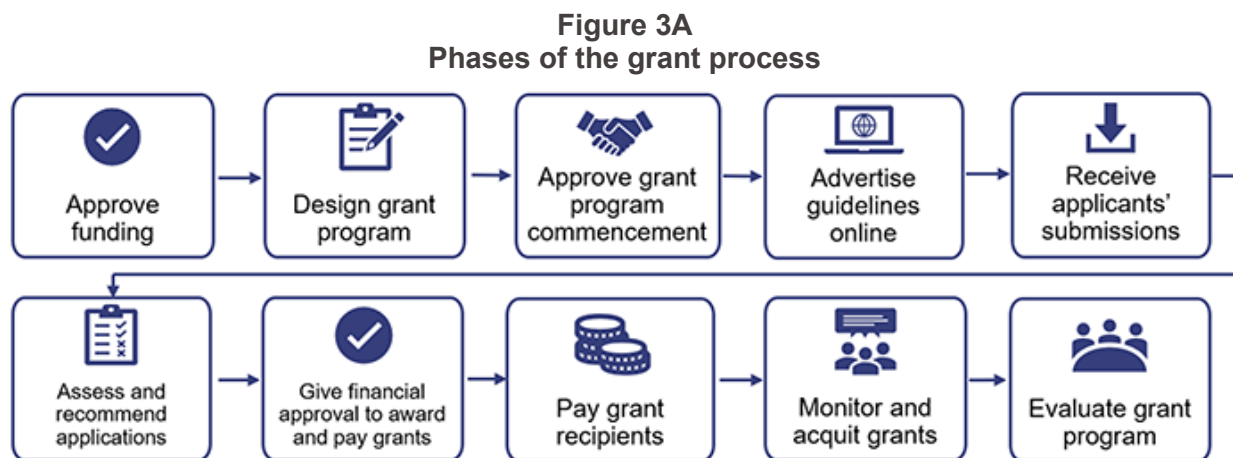 Figure 3A
Phases of the grant process
Approve
funding
Design grant
program
Approve grant
program
commencement
Advertise
guidelines
online
Receive
applicants'
submissions
Assess and
recommend
applications
Give financial
approval to award
and pay grants
Pay grant
recipients
Monitor and
acquit grants
Evaluate grant
program